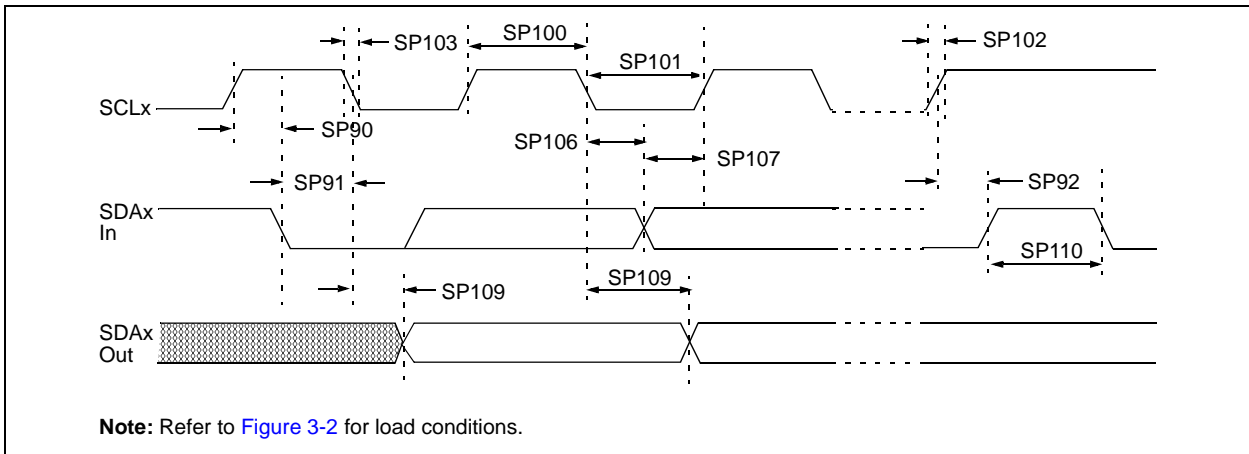 SP103
SP100
SP102
SP101
SCLx
SP90
SP106
SP107
SP91
SP92
SDAx
In
SP110
SP109
SP109
SDAx
Out
Note: Refer to Figure 3-2 for load conditions.